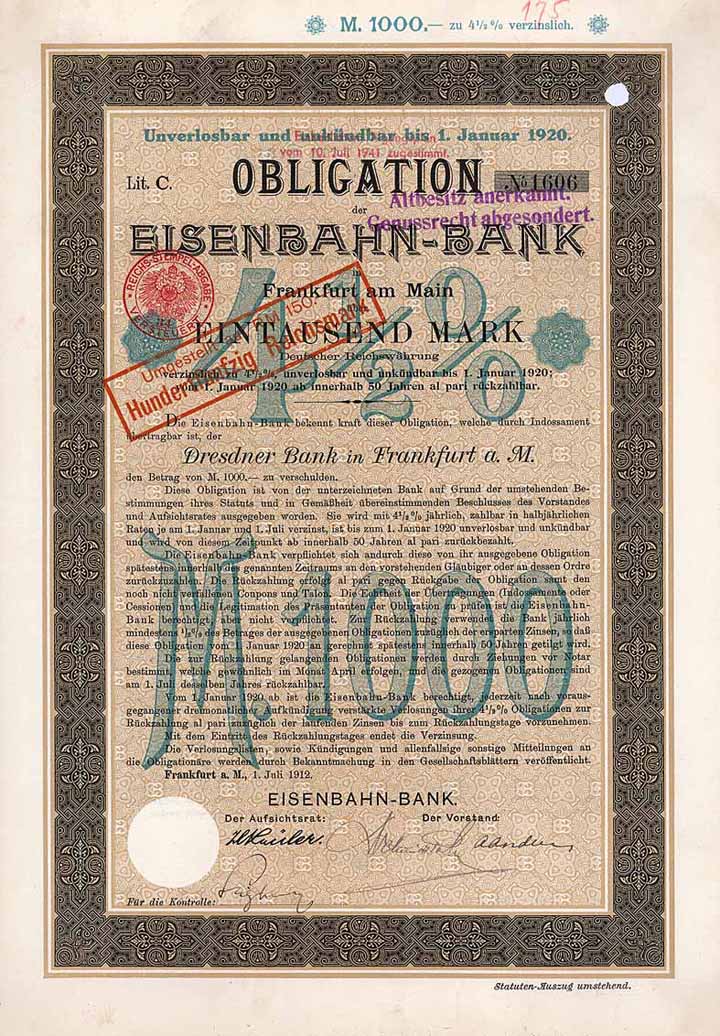 175
M. 1000.— zu 4½% verzinslich.
Unverlosbar und unkündbar bis 1. Januar 1920.
vom 10. Juli 1941 zugestimmt.
Lit. C. OBLIGATION No 1606
Altbesitz anerkannt.
der
Genussrecht abgesondert.
EISENBAHN-BANK
in
REICHS-STEMPELABGABE
VERSTEUERT
Frankfurt am Main
4½%
EINTAUSEND MARK
Umgestellt auf RM 150
Hundertfünfzig Reichsmark
Deutscher Reichswährung
verzinslich zu 4½%, unverlosbar und unkündbar bis 1. Januar 1920;
vom 1. Januar 1920 ab innerhalb 50 Jahren al pari rückzahlbar.
Die Eisenbahn-Bank bekennt kraft dieser Obligation, welche durch Indossament
übertragbar ist, der
Dresdner Bank in Frankfurt a. M.
den Betrag von M. 1000.— zu verschulden.
Diese Obligation ist von der unterzeichneten Bank auf Grund der umstehenden Be-
stimmungen ihres Statuts und in Gemäßheit übereinstimmenden Beschlusses des Vorstandes
und Aufsichtsrates ausgegeben worden. Sie wird mit 4½% jährlich, zahlbar in halbjährlichen
Raten je am 1. Januar und 1. Juli verzinst, ist bis zum 1. Januar 1920 unverlosbar und unkündbar
und wird von diesem Zeitpunkt ab innerhalb 50 Jahren al pari zurückbezahlt.
Die Eisenbahn-Bank verpflichtet sich andurch diese von ihr ausgegebene Obligation
spätestens innerhalb des genannten Zeitraums an den vorstehenden Gläubiger oder an dessen Ordre
zurückzuzahlen. Die Rückzahlung erfolgt al pari gegen Rückgabe der Obligation samt den
noch nicht verfallenen Coupons und Talon. Die Echtheit der Übertragungen (Indossamente oder
Cessionen) und die Legitimation des Präsentanten der Obligation zu prüfen ist die Eisenbahn-
Bank berechtigt, aber nicht verpflichtet. Zur Rückzahlung verwendet die Bank jährlich
mindestens ½% des Betrages der ausgegebenen Obligationen zuzüglich der ersparten Zinsen, so daß
diese Obligation vom 1. Januar 1920 an gerechnet spätestens innerhalb 50 Jahren getilgt wird.
Die zur Rückzahlung gelangenden Obligationen werden durch Ziehungen vor Notar
bestimmt, welche gewöhnlich im Monat April erfolgen, und die gezogenen Obligationen sind
am 1. Juli desselben Jahres rückzahlbar.
Vom 1. Januar 1920 ab ist die Eisenbahn-Bank berechtigt, jederzeit nach voraus-
gegangener dreimonatlicher Aufkündigung verstärkte Verlosungen ihrer 4½% Obligationen zur
Rückzahlung al pari zuzüglich der laufenden Zinsen bis zum Rückzahlungstage vorzunehmen.
Mit dem Eintritt des Rückzahlungstages endet die Verzinsung.
Die Verlosungslisten, sowie Kündigungen und allenfallsige sonstige Mitteilungen an
die Obligationäre werden durch Bekanntmachung in den Gesellschaftsblättern veröffentlicht.
M. 1000
Frankfurt a. M., 1. Juli 1912.
EISENBAHN-BANK.
Der Aufsichtsrat: Der Vorstand:
Für die Kontrolle:
Statuten-Auszug umstehend.